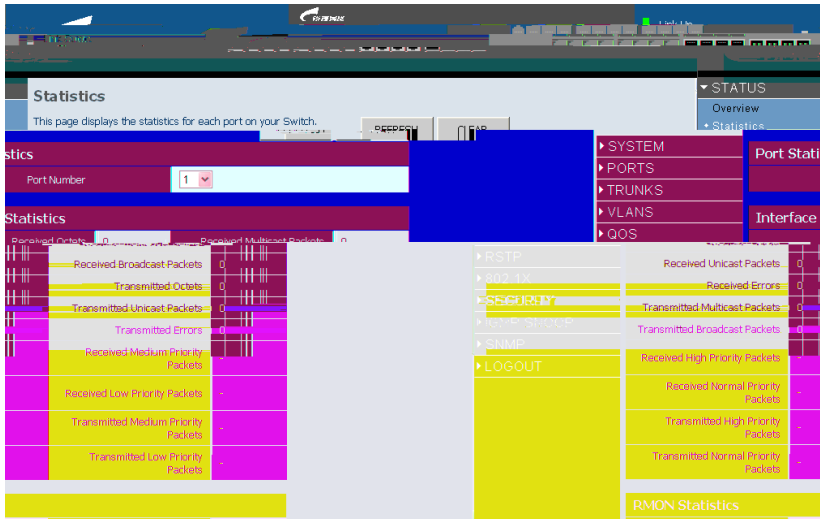 Link Up
Statistics
This page displays the statistics for each port on your Switch.
REFRESH
CLEAR
STATUS
Overview
Statistics
SYSTEM
PORTS
TRUNKS
VLANS
QOS
RSTP
802.1X
SECURITY
IGMP SNOOP
SNMP
LOGOUT
stics
Port Stati
Port Number
1
Statistics
Interface
Received Octets 0
Received Multicast Packets 0
Received Broadcast Packets 0
Received Unicast Packets 0
Transmitted Octets 0
Received Errors 0
Transmitted Unicast Packets 0
Transmitted Multicast Packets 0
Transmitted Errors 0
Transmitted Broadcast Packets 0
Received Medium Priority
Packets -
Received High Priority Packets -
Received Low Priority Packets -
Received Normal Priority
Packets -
Transmitted Medium Priority
Packets -
Transmitted High Priority
Packets -
Transmitted Low Priority
Packets -
Transmitted Normal Priority
Packets -
RMON Statistics